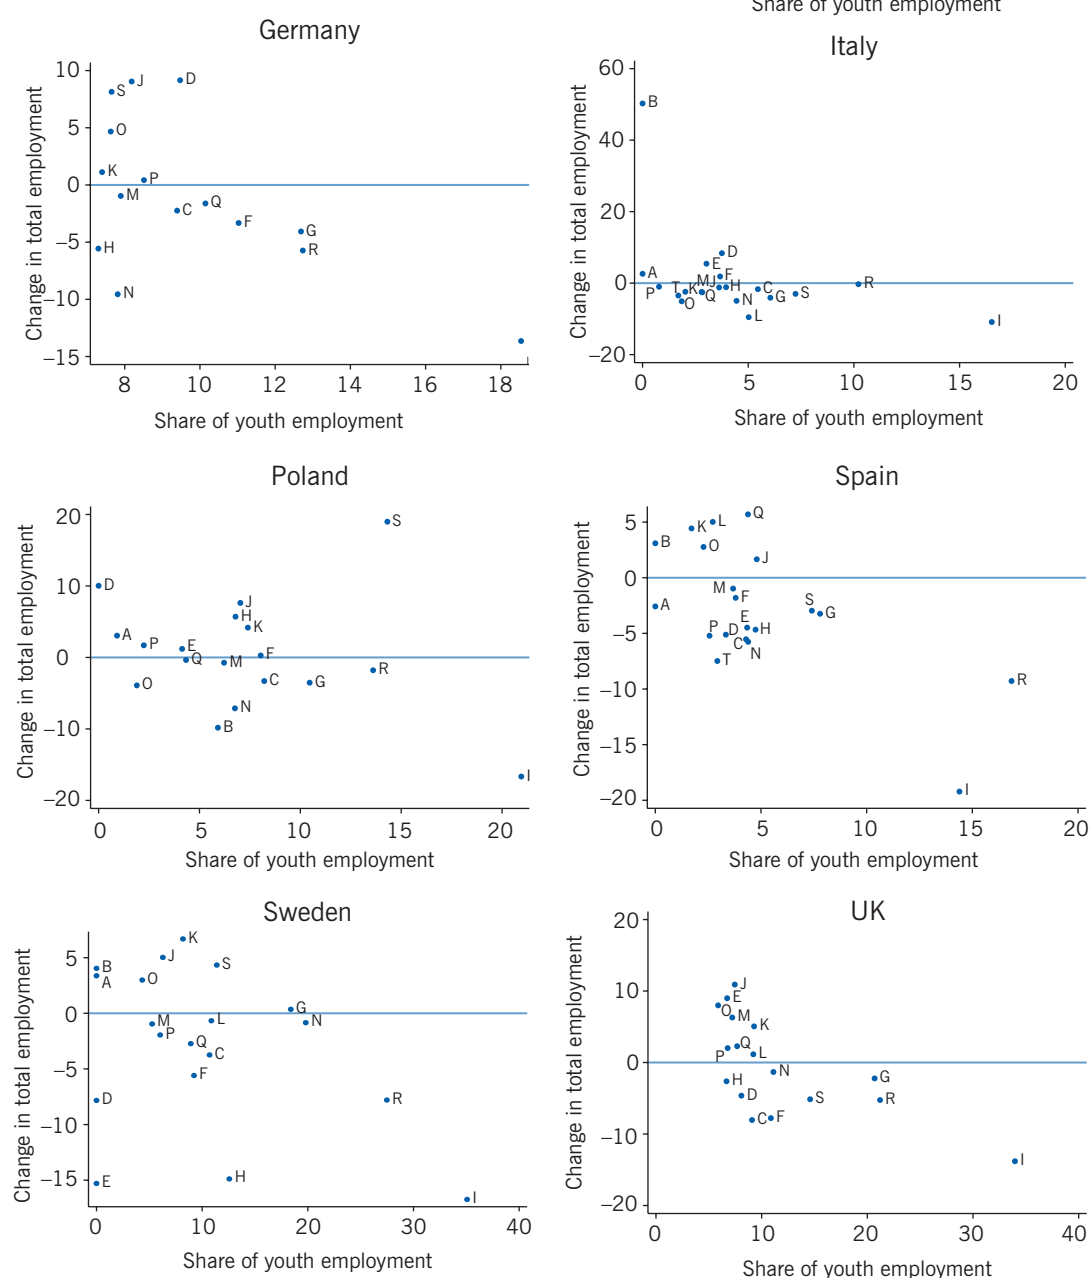 Share of youth employment
Germany
Change in total employment
10
5
0
−5
−10
−15
S
J
D
O
K
P
M
C
Q
F
G
R
H
N
8
10
12
14
16
18
Share of youth employment
Italy
Change in total employment
60
40
20
0
−20
B
A
D
E
F
P
T
K
M
J
H
O
Q
N
C
G
S
R
L
I
0
5
10
15
20
Share of youth employment
Poland
Change in total employment
20
10
0
−10
−20
S
D
J
H
K
A
P
E
Q
M
F
O
C
G
R
N
B
I
0
5
10
15
20
Share of youth employment
Spain
Change in total employment
5
0
−5
−10
−15
−20
B
K
L
Q
O
J
A
M
F
S
G
P
D
E
H
C
N
T
R
I
0
5
10
15
20
Share of youth employment
Sweden
Change in total employment
5
0
−5
−10
−15
K
J
S
B
A
O
M
P
L
G
N
Q
C
F
D
R
E
H
I
0
10
20
30
40
Share of youth employment
UK
Change in total employment
20
10
0
−10
−20
J
E
O
M
K
P
Q
L
H
N
G
D
S
R
C
F
I
0
10
20
30
40
Share of youth employment